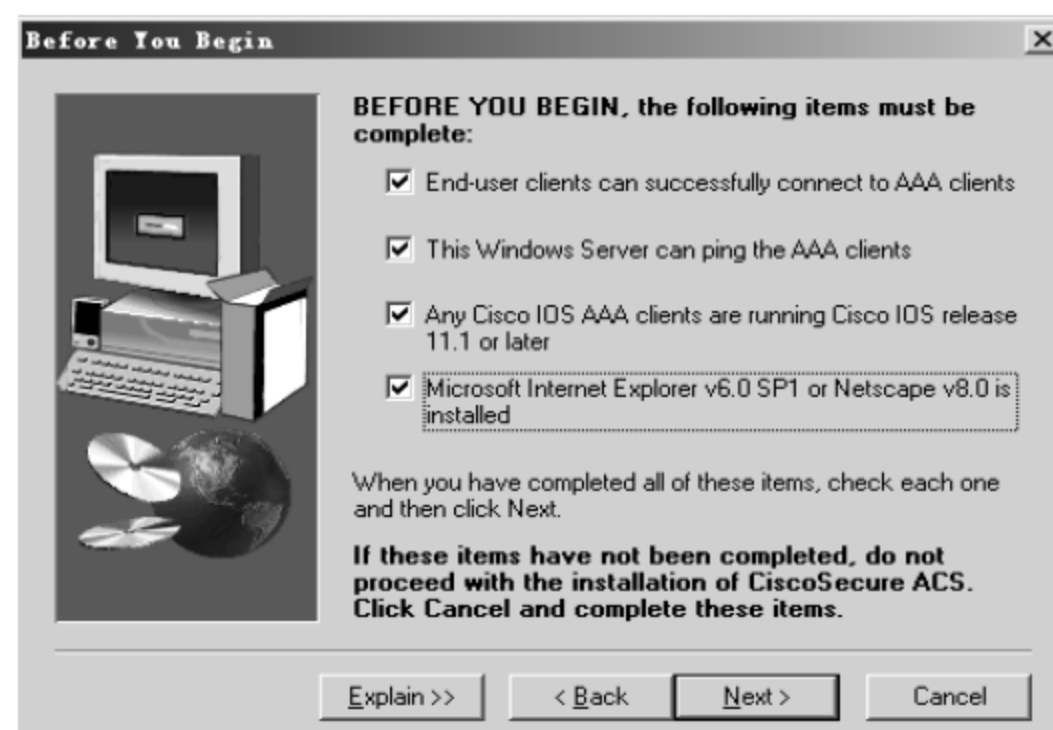 Before You Begin
BEFORE YOU BEGIN, the following items must be
complete:
End-user clients can successfully connect to AAA clients
This Windows Server can ping the AAA clients
Any Cisco IOS AAA clients are running Cisco IOS release
11.1 or later
Microsoft Internet Explorer v6.0 SP1 or Netscape v8.0 is
installed
When you have completed all of these items, check each one
and then click Next.
If these items have not been completed, do not
proceed with the installation of CiscoSecure ACS.
Click Cancel and complete these items.
Explain >>
< Back
Next >
Cancel